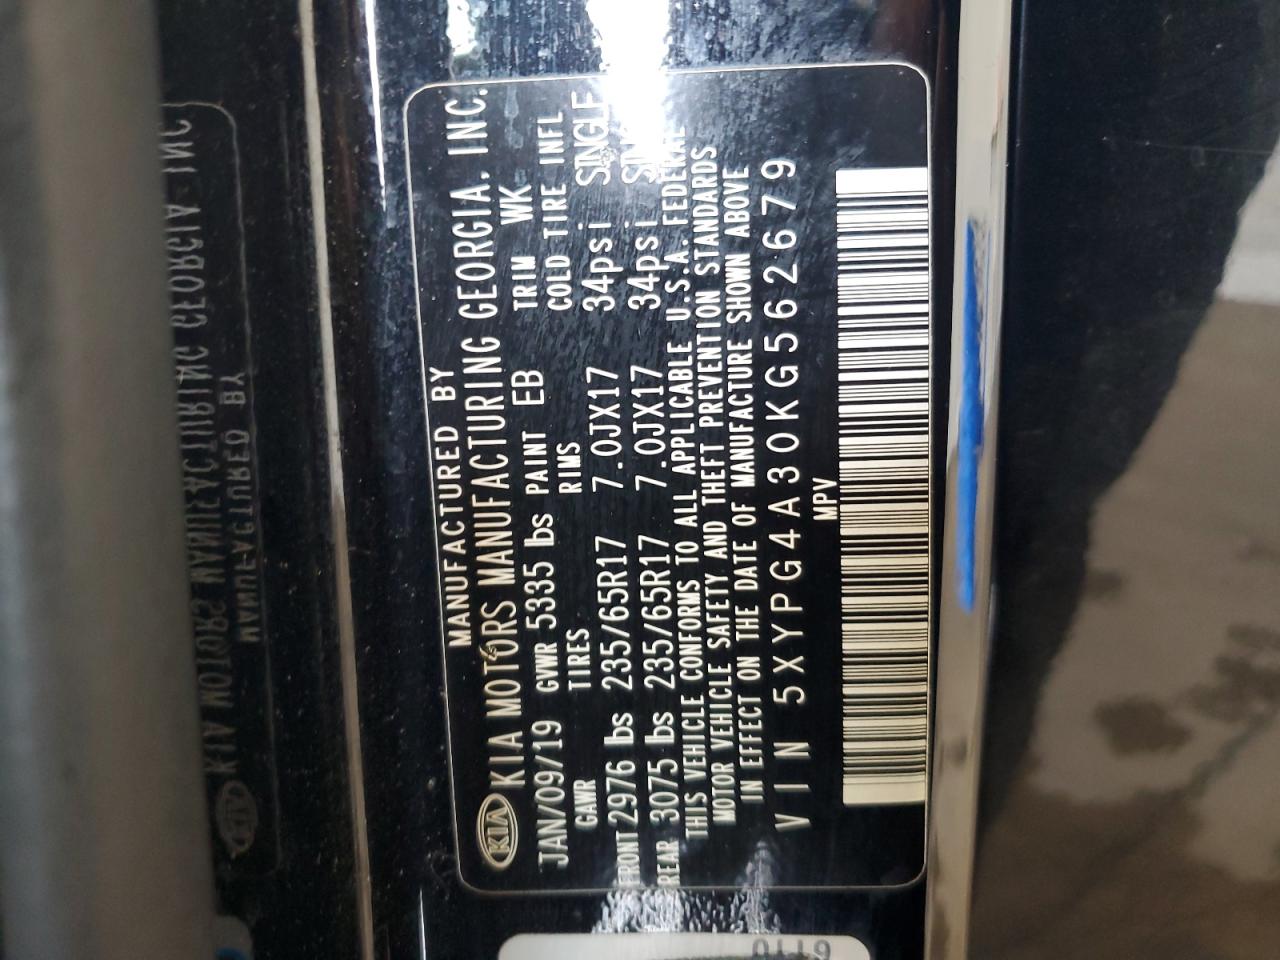 MANUFACTURED BY
KIA KIA MOTORS MANUFACTURING GEORGIA, INC.
JAN/09/19 GVWR 5335 lbs PAINT EB TRIM WK
GAWR TIRES RIMS COLD TIRE INFL
FRONT 2976 lbs 235/65R17 7.0JX17 34psi SINGLE
REAR 3075 lbs 235/65R17 7.0JX17 34psi
THIS VEHICLE CONFORMS TO ALL APPLICABLE U.S.A. FEDERAL
MOTOR VEHICLE SAFETY AND THEFT PREVENTION STANDARDS
IN EFFECT ON THE DATE OF MANUFACTURE SHOWN ABOVE
VIN 5XYPG4A30KG562679
MPV